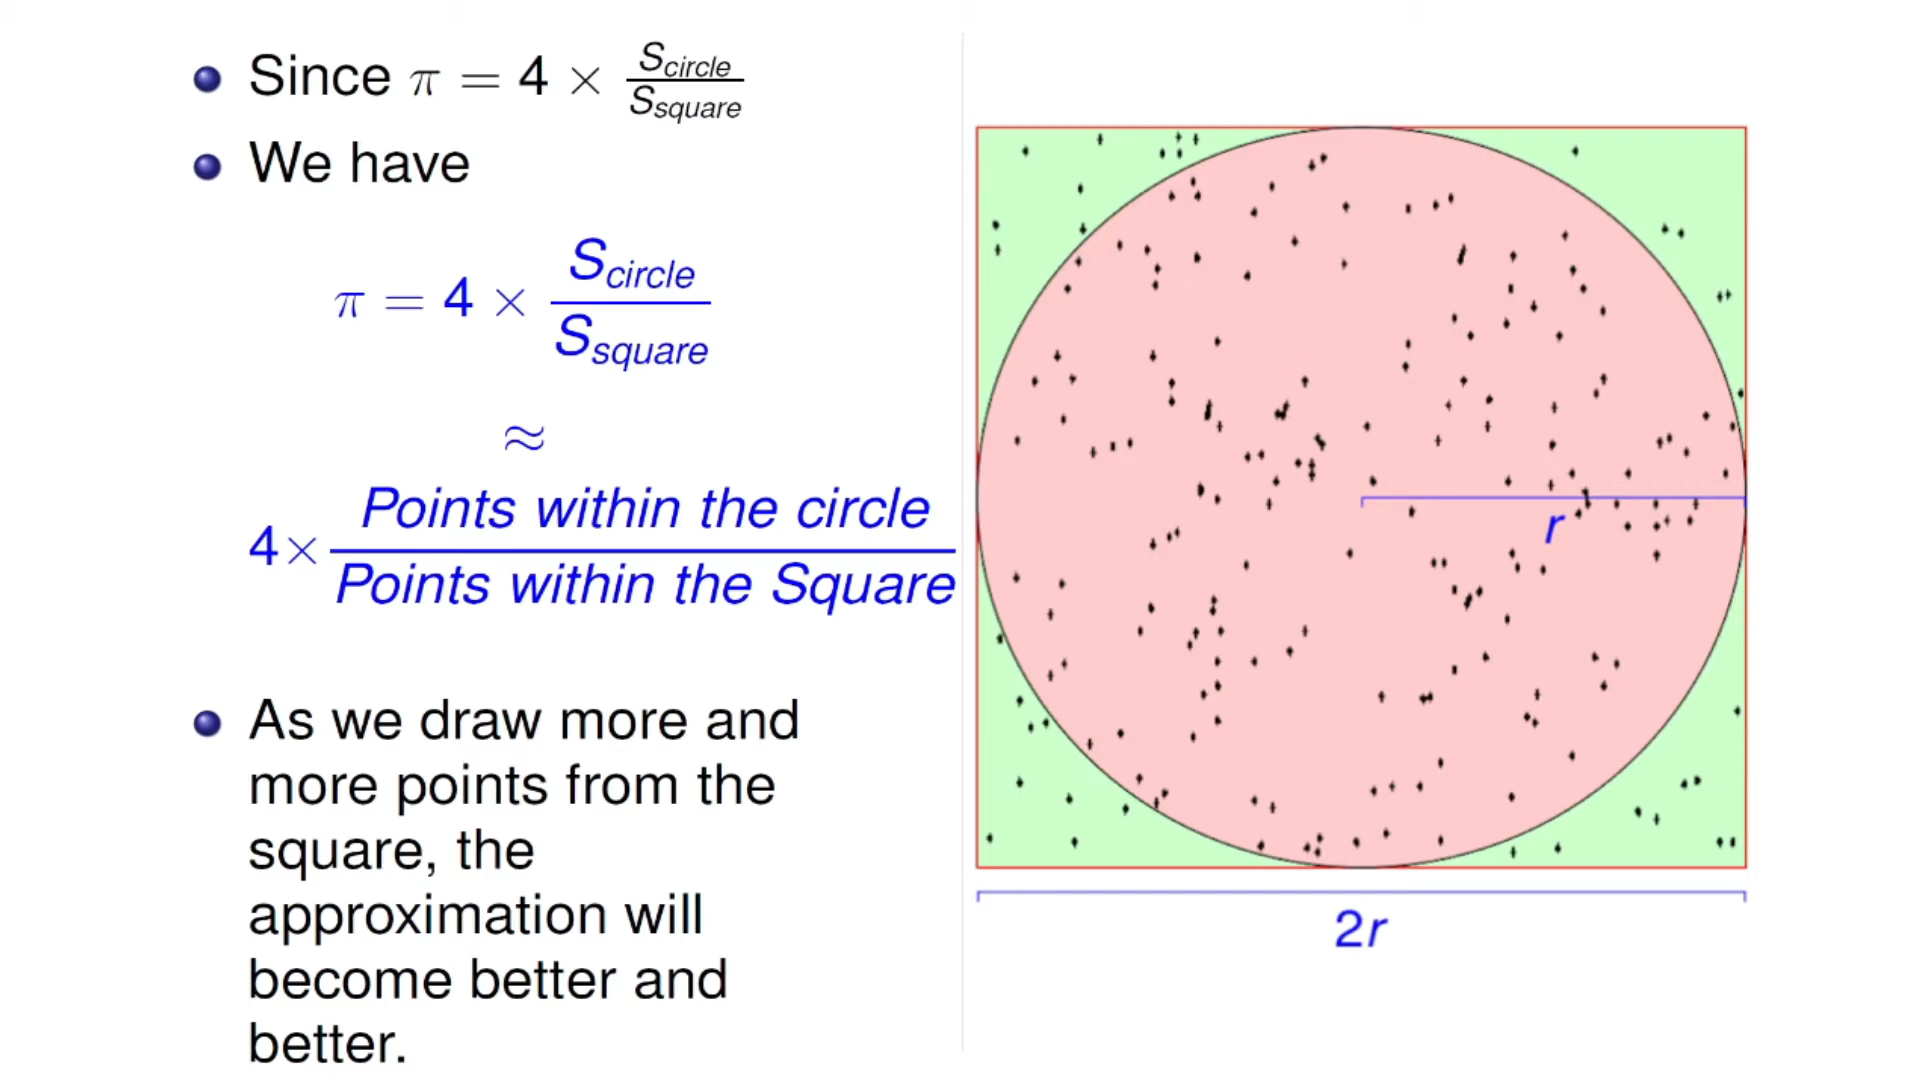 Since π = 4 × S_circle / S_square
We have
π = 4 × S_circle / S_square
≈
4× Points within the circle / Points within the Square
As we draw more and
more points from the
square, the
approximation will
become better and
better.
r
2r